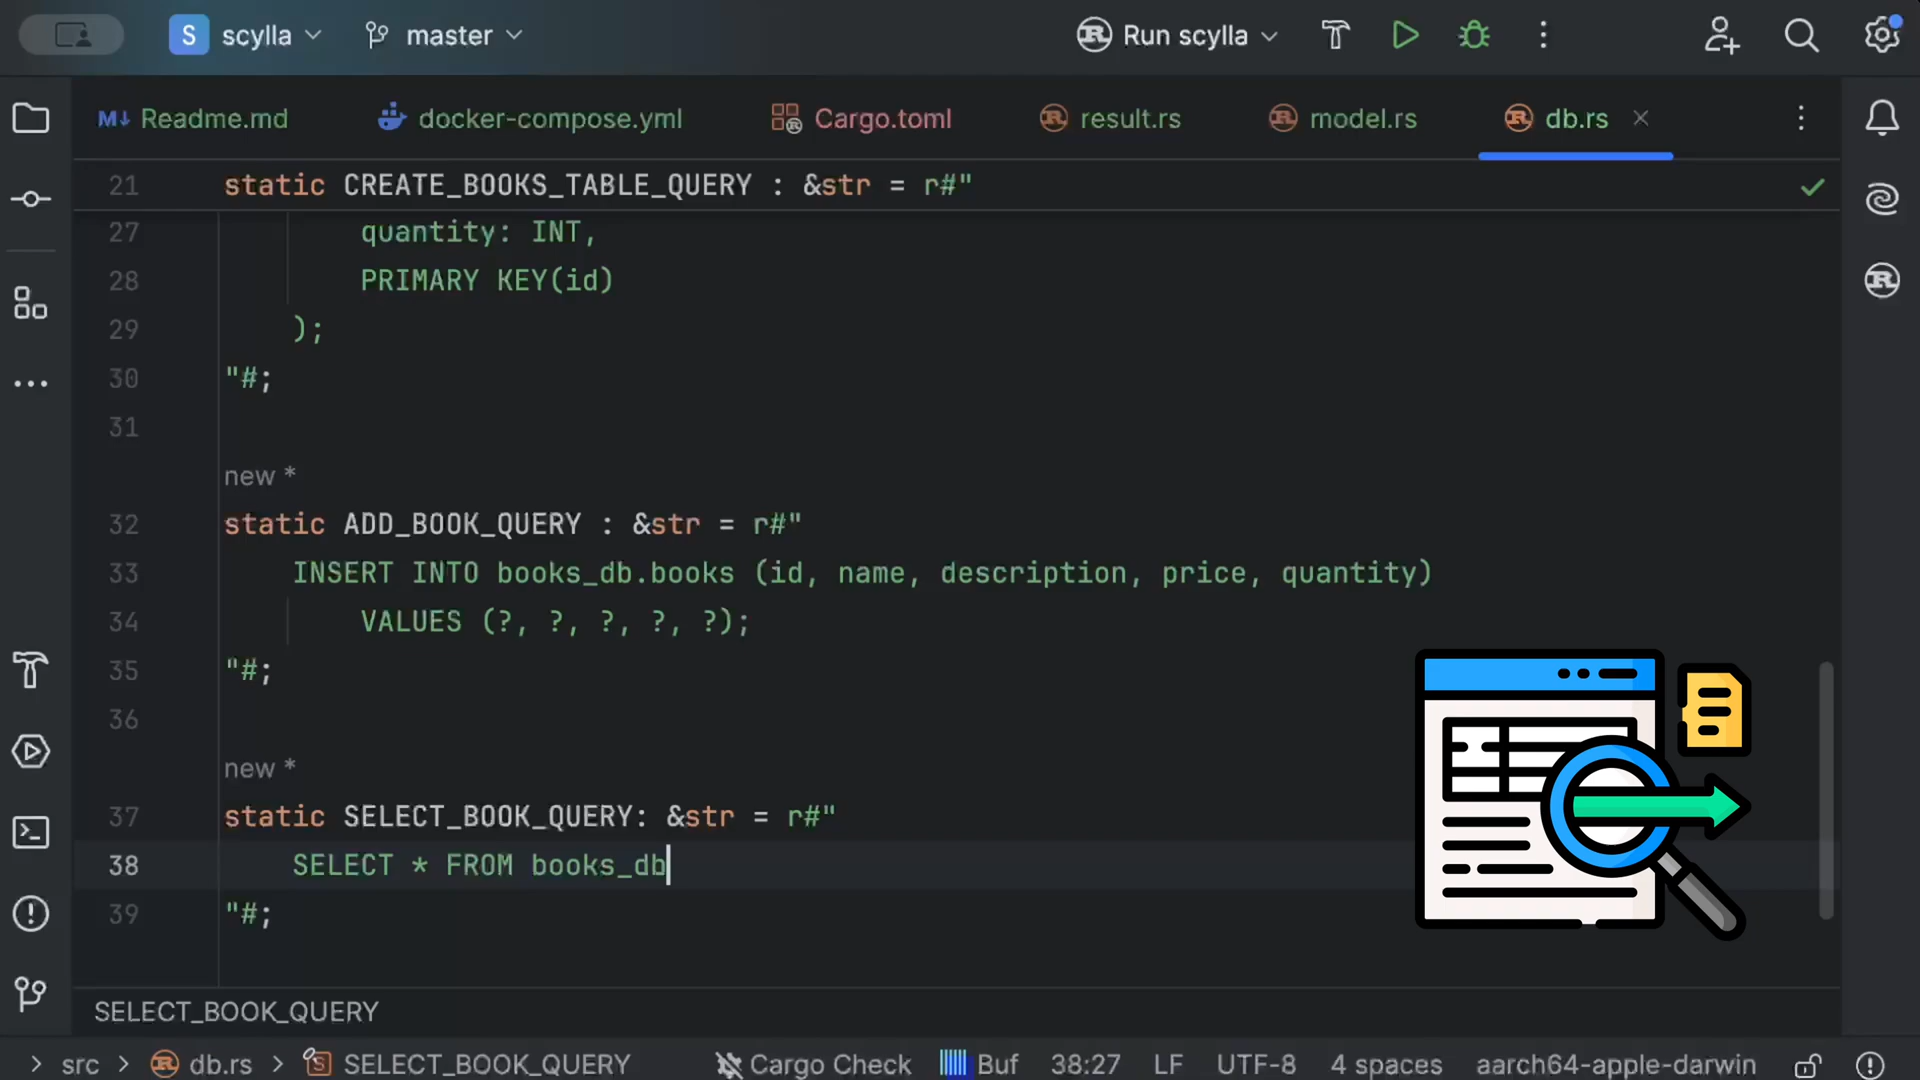 S scylla master Run scylla
Readme.md docker-compose.yml Cargo.toml result.rs model.rs db.rs
21 static CREATE_BOOKS_TABLE_QUERY : &str = r#"
27 quantity: INT,
28 PRIMARY KEY(id)
29 );
30 "#;
31
new *
32 static ADD_BOOK_QUERY : &str = r#"
33 INSERT INTO books_db.books (id, name, description, price, quantity)
34 VALUES (?, ?, ?, ?, ?);
35 "#;
36
new *
37 static SELECT_BOOK_QUERY: &str = r#"
38 SELECT * FROM books_db
39 "#;
SELECT_BOOK_QUERY
> src > db.rs > SELECT_BOOK_QUERY Cargo Check Buf 38:27 LF UTF-8 4 spaces aarch64-apple-darwin